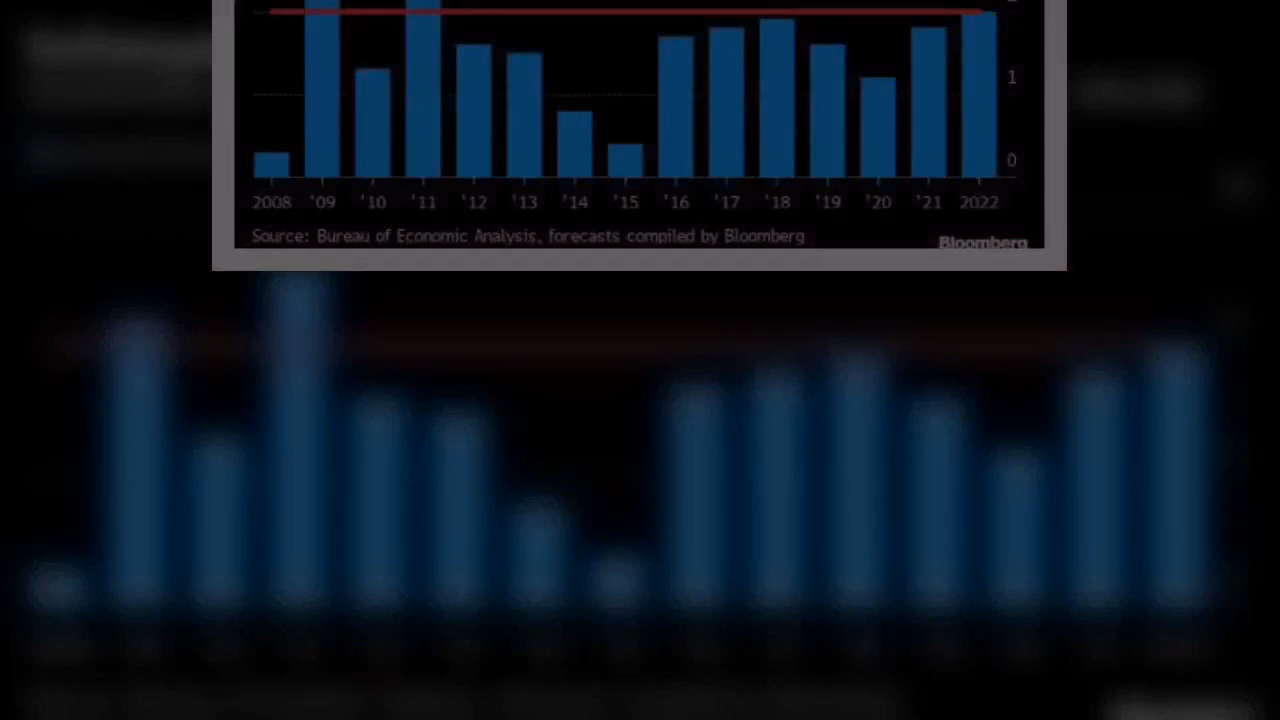 1
0
2008 '09 '10 '11 '12 '13 '14 '15 '16 '17 '18 '19 '20 '21 2022
Source: Bureau of Economic Analysis, forecasts compiled by Bloomberg
Bloomberg